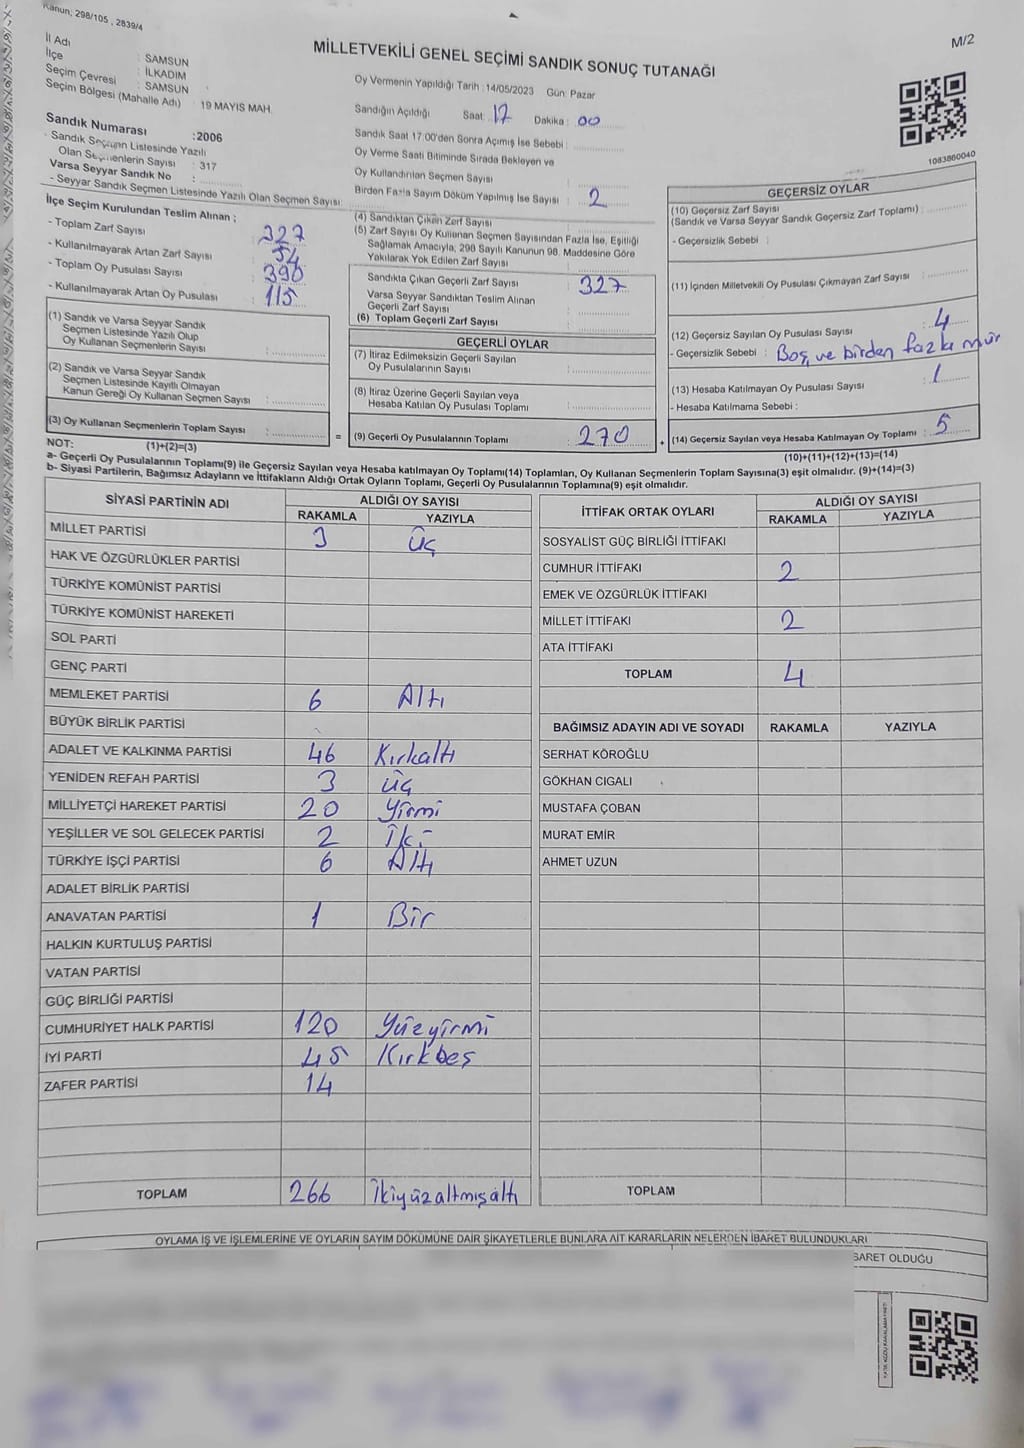 Kanun; 298/105 , 2839/4
M/2
MİLLETVEKİLİ GENEL SEÇİMİ SANDIK SONUÇ TUTANAĞI
İl Adı : SAMSUN
İlçe : İLKADIM
Seçim Çevresi : SAMSUN
Seçim Bölgesi (Mahalle Adı) : 19 MAYIS MAH.
Sandık Numarası : 2006
- Sandık Seçmen Listesinde Yazılı
Olan Seçmenlerin Sayısı : 317
Varsa Seyyar Sandık No :
- Seyyar Sandık Seçmen Listesinde Yazılı Olan Seçmen Sayısı:
Oy Vermenin Yapıldığı Tarih : 14/05/2023 Gün: Pazar
Sandığın Açıldığı Saat: 17 Dakika : 00
Sandık Saat 17:00'den Sonra Açımış İse Sebebi :
Oy Verme Saati Bitiminde Sırada Bekleyen ve
Oy Kullandırılan Seçmen Sayısı
Birden Fazla Sayım Döküm Yapılmış İse Sayısı : 2
1083860040
İlçe Seçim Kurulundan Teslim Alınan ;
- Toplam Zarf Sayısı : 327
- Kullanılmayarak Artan Zarf Sayısı : 54
- Toplam Oy Pusulası Sayısı : 390
- Kullanılmayarak Artan Oy Pusulası : 115
(1) Sandık ve Varsa Seyyar Sandık
Seçmen Listesinde Yazılı Olup
Oy Kullanan Seçmenlerin Sayısı :
(2) Sandık ve Varsa Seyyar Sandık
Seçmen Listesinde Kayıtlı Olmayan
Kanun Gereği Oy Kullanan Seçmen Sayısı :
(3) Oy Kullanan Seçmenlerin Toplam Sayısı :
(1)+(2)=(3)
(4) Sandıktan Çıkan Zarf Sayısı
(5) Zarf Sayısı Oy Kullanan Seçmen Sayısından Fazla İse, Eşitliği
Sağlamak Amacıyla, 298 Sayılı Kanunun 98. Maddesine Göre
Yakılarak Yok Edilen Zarf Sayısı :
Sandıkta Çıkan Geçerli Zarf Sayısı : 327
Varsa Seyyar Sandıktan Teslim Alınan
Geçerli Zarf Sayısı :
(6) Toplam Geçerli Zarf Sayısı :
GEÇERLİ OYLAR
(7) İtiraz Edilmeksizin Geçerli Sayılan
Oy Pusulalarının Sayısı :
(8) İtiraz Üzerine Geçerli Sayılan veya
Hesaba Katılan Oy Pusulası Toplamı :
= (9) Geçerli Oy Pusulalarının Toplamı : 270 +
GEÇERSİZ OYLAR
(10) Geçersiz Zarf Sayısı
(Sandık ve Varsa Seyyar Sandık Geçersiz Zarf Toplamı) :
- Geçersizlik Sebebi :
(11) İçinden Milletvekili Oy Pusulası Çıkmayan Zarf Sayısı :
(12) Geçersiz Sayılan Oy Pusulası Sayısı : 4
- Geçersizlik Sebebi : Boş ve birden fazla mür
(13) Hesaba Katılmayan Oy Pusulası Sayısı : 1
- Hesaba Katılmama Sebebi :
(14) Geçersiz Sayılan veya Hesaba Katılmayan Oy Toplamı : 5
(10)+(11)+(12)+(13)=(14)
NOT:
a- Geçerli Oy Pusulalarının Toplamı(9) ile Geçersiz Sayılan veya Hesaba katılmayan Oy Toplamı(14) Toplamları, Oy Kullanan Seçmenlerin Toplam Sayısına(3) eşit olmalıdır. (9)+(14)=(3)
b- Siyasi Partilerin, Bağımsız Adayların ve İttifakların Aldığı Ortak Oyların Toplamı, Geçerli Oy Pusulalarının Toplamına(9) eşit olmalıdır.
SİYASİ PARTİNİN ADI ALDIĞI OY SAYISI
RAKAMLA YAZIYLA
MİLLET PARTİSİ 3 Üç
HAK VE ÖZGÜRLÜKLER PARTİSİ
TÜRKİYE KOMÜNİST PARTİSİ
TÜRKİYE KOMÜNİST HAREKETİ
SOL PARTİ
GENÇ PARTİ
MEMLEKET PARTİSİ 6 Altı
BÜYÜK BİRLİK PARTİSİ
ADALET VE KALKINMA PARTİSİ 46 Kırkaltı
YENİDEN REFAH PARTİSİ 3 üç
MİLLİYETÇİ HAREKET PARTİSİ 20 Yirmi
YEŞİLLER VE SOL GELECEK PARTİSİ 2 İki
TÜRKİYE İŞÇİ PARTİSİ 6 Altı
ADALET BİRLİK PARTİSİ
ANAVATAN PARTİSİ 1 Bir
HALKIN KURTULUŞ PARTİSİ
VATAN PARTİSİ
GÜÇ BİRLİĞİ PARTİSİ
CUMHURİYET HALK PARTİSİ 120 Yüzyirmi
İYİ PARTİ 45 Kırkbeş
ZAFER PARTİSİ 14
TOPLAM 266 İkiyüzaltmışaltı
İTTİFAK ORTAK OYLARI ALDIĞI OY SAYISI
RAKAMLA YAZIYLA
SOSYALİST GÜÇ BİRLİĞİ İTTİFAKI
CUMHUR İTTİFAKI 2
EMEK VE ÖZGÜRLÜK İTTİFAKI
MİLLET İTTİFAKI 2
ATA İTTİFAKI
TOPLAM 4
BAĞIMSIZ ADAYIN ADI VE SOYADI RAKAMLA YAZIYLA
SERHAT KÖROĞLU
GÖKHAN CIGALI
MUSTAFA ÇOBAN
MURAT EMİR
AHMET UZUN
TOPLAM
OYLAMA İŞ VE İŞLEMLERİNE VE OYLARIN SAYIM DÖKÜMÜNE DAİR ŞİKAYETLERLE BUNLARA AİT KARARLARIN NELERDEN İBARET BULUNDUKLARI
BARET OLDUĞU